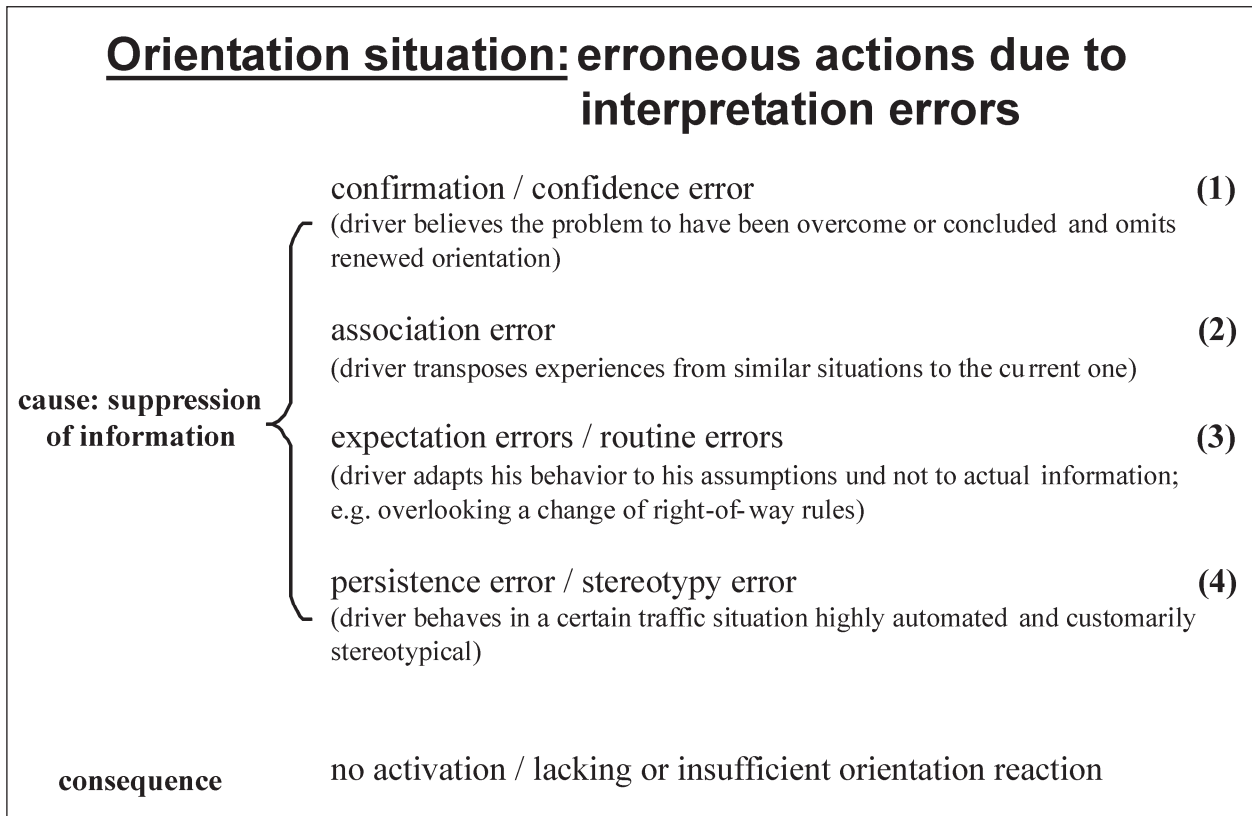 Orientation situation: erroneous actions due to
interpretation errors
confirmation / confidence error (1)
(driver believes the problem to have been overcome or concluded and omits
renewed orientation)
association error (2)
(driver transposes experiences from similar situations to the current one)
cause: suppression
of information
expectation errors / routine errors (3)
(driver adapts his behavior to his assumptions und not to actual information;
e.g. overlooking a change of right-of-way rules)
persistence error / stereotypy error (4)
(driver behaves in a certain traffic situation highly automated and customarily
stereotypical)
consequence no activation / lacking or insufficient orientation reaction